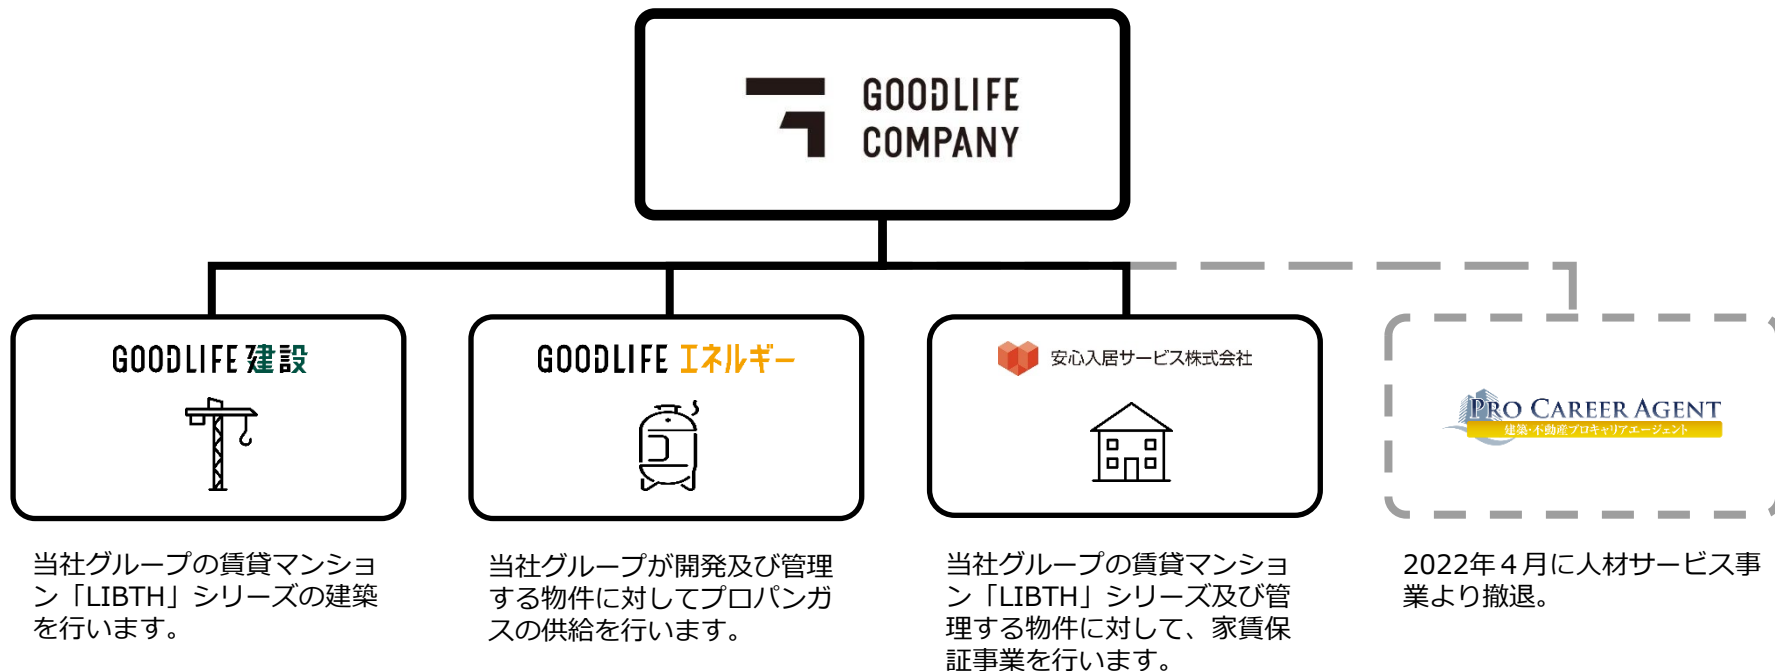 GOODLIFE
COMPANY
GOODLIFE 建設
GOODLIFE エネルギー
安心入居サービス株式会社
PRO CAREER AGENT
建築・不動産プロキャリアエージェント
当社グループの賃貸マンショ
ン「LIBTH」シリーズの建築
を行います。
当社グループが開発及び管理
する物件に対してプロパンガ
スの供給を行います。
当社グループの賃貸マンショ
ン「LIBTH」シリーズ及び管
理する物件に対して、家賃保
証事業を行います。
2022年４月に人材サービス事
業より撤退。